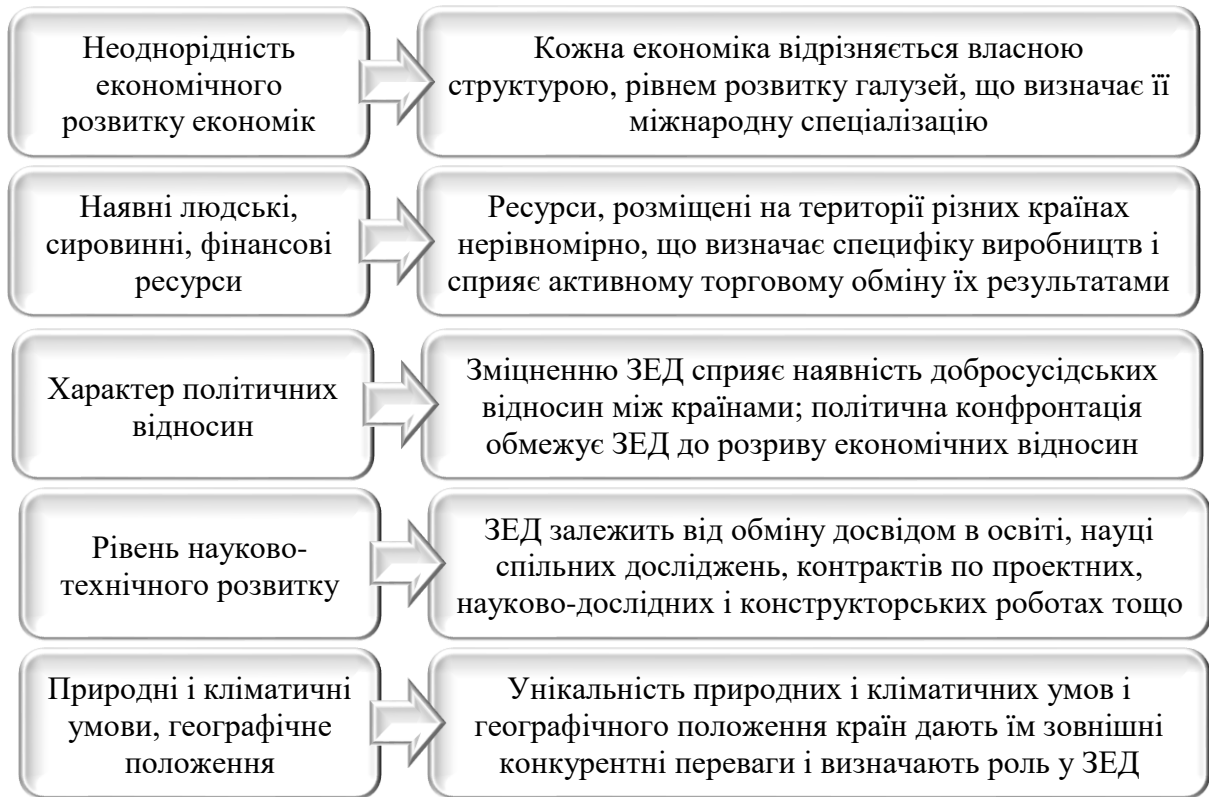 Неоднорідність
економічного
розвитку економік
Кожна економіка відрізняється власною
структурою, рівнем розвитку галузей, що визначає її
міжнародну спеціалізацію
Наявні людські,
сировинні, фінансові
ресурси
Ресурси, розміщені на території різних країнах
нерівномірно, що визначає специфіку виробництв і
сприяє активному торговому обміну їх результатами
Характер політичних
відносин
Зміцненню ЗЕД сприяє наявність добросусідських
відносин між країнами; політична конфронтація
обмежує ЗЕД до розриву економічних відносин
Рівень науково-
технічного розвитку
ЗЕД залежить від обміну досвідом в освіті, науці
спільних досліджень, контрактів по проектних,
науково-дослідних і конструкторських роботах тощо
Природні і кліматичні
умови, географічне
положення
Унікальність природних і кліматичних умов і
географічного положення країн дають їм зовнішні
конкурентні переваги і визначають роль у ЗЕД